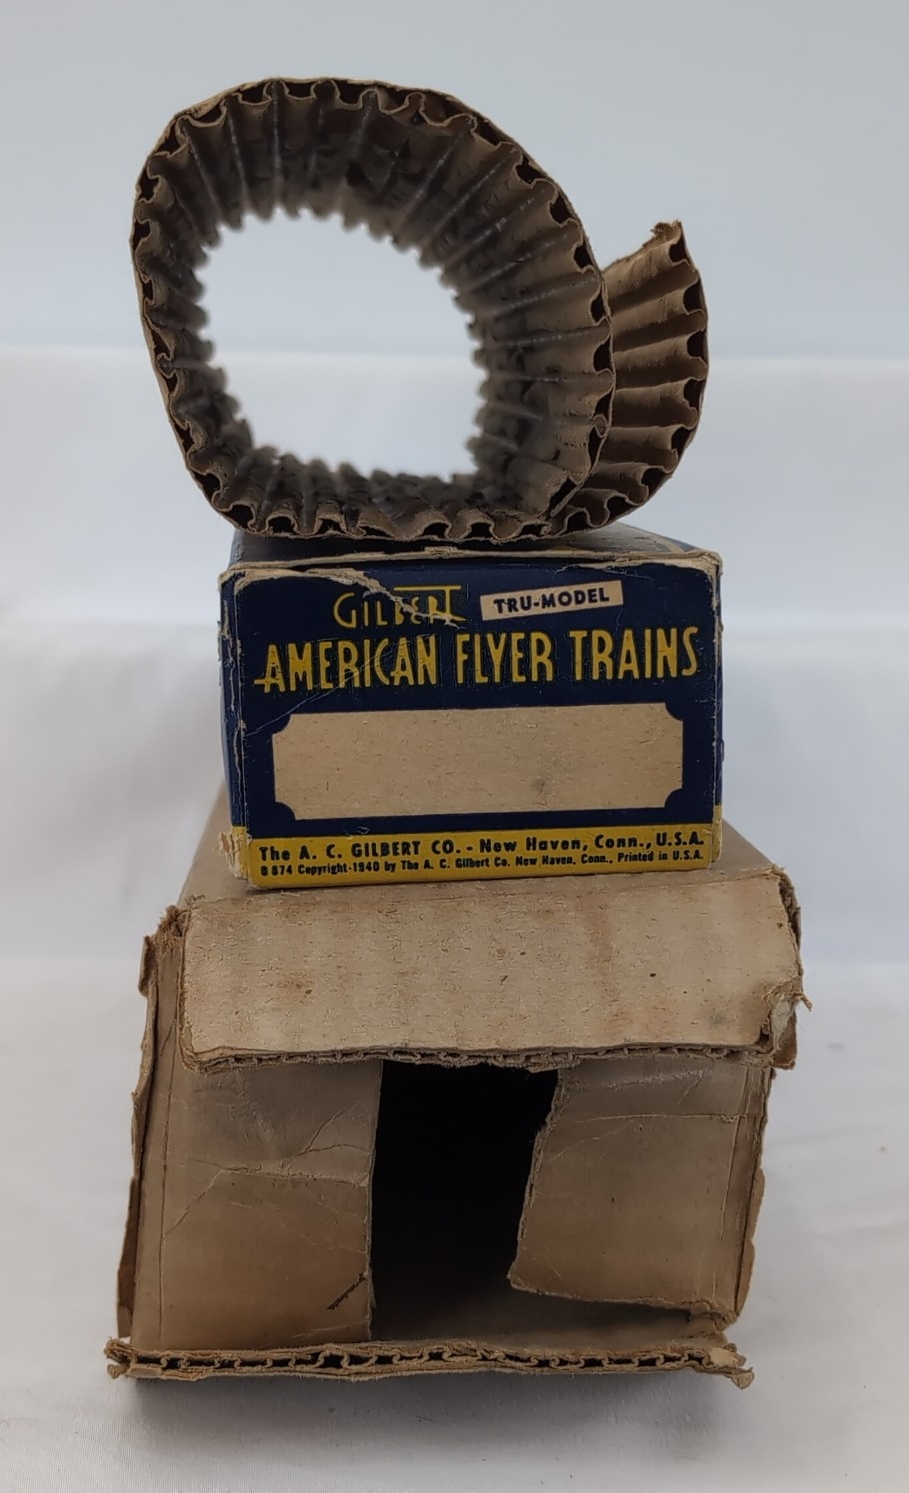 GILBERT TRU-MODEL
AMERICAN FLYER TRAINS
The A. C. GILBERT CO. - New Haven, Conn., U.S.A.
8874 Copyright-1940 by The A. C. Gilbert Co. New Haven, Conn., Printed in U.S.A.